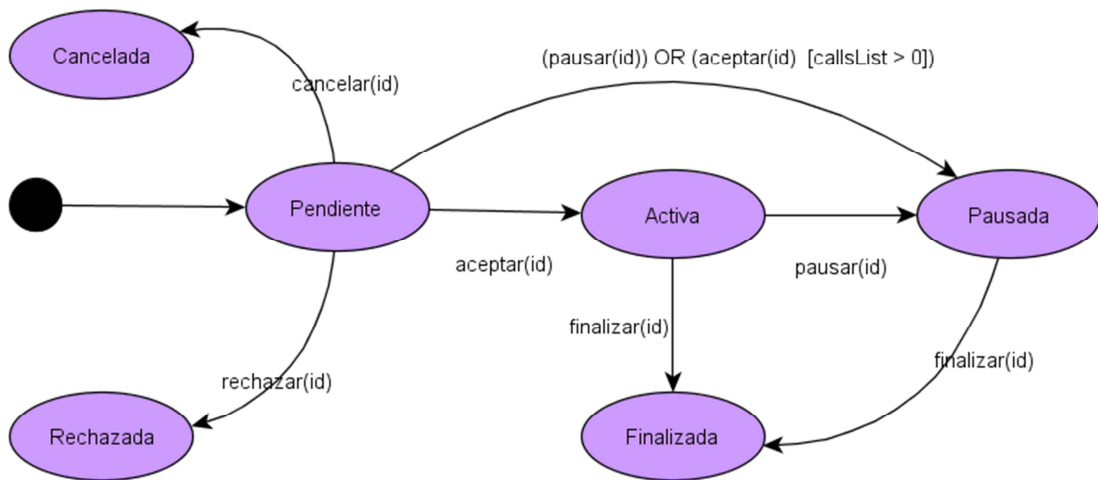 Cancelada
(pausar(id)) OR (aceptar(id) [callsList > 0])
cancelar(id)
Pendiente
Activa
Pausada
aceptar(id)
pausar(id)
finalizar(id)
finalizar(id)
rechazar(id)
Rechazada
Finalizada